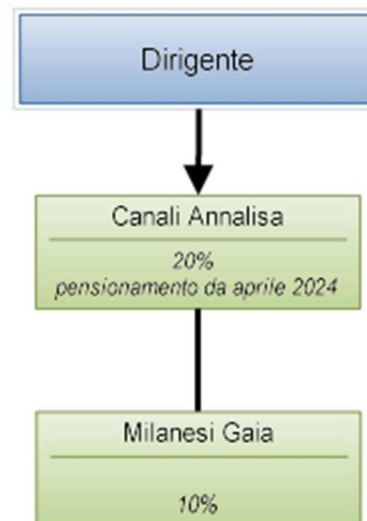 Dirigente
Canali Annalisa
20%
pensionamento da aprile 2024
Milanesi Gaia
10%